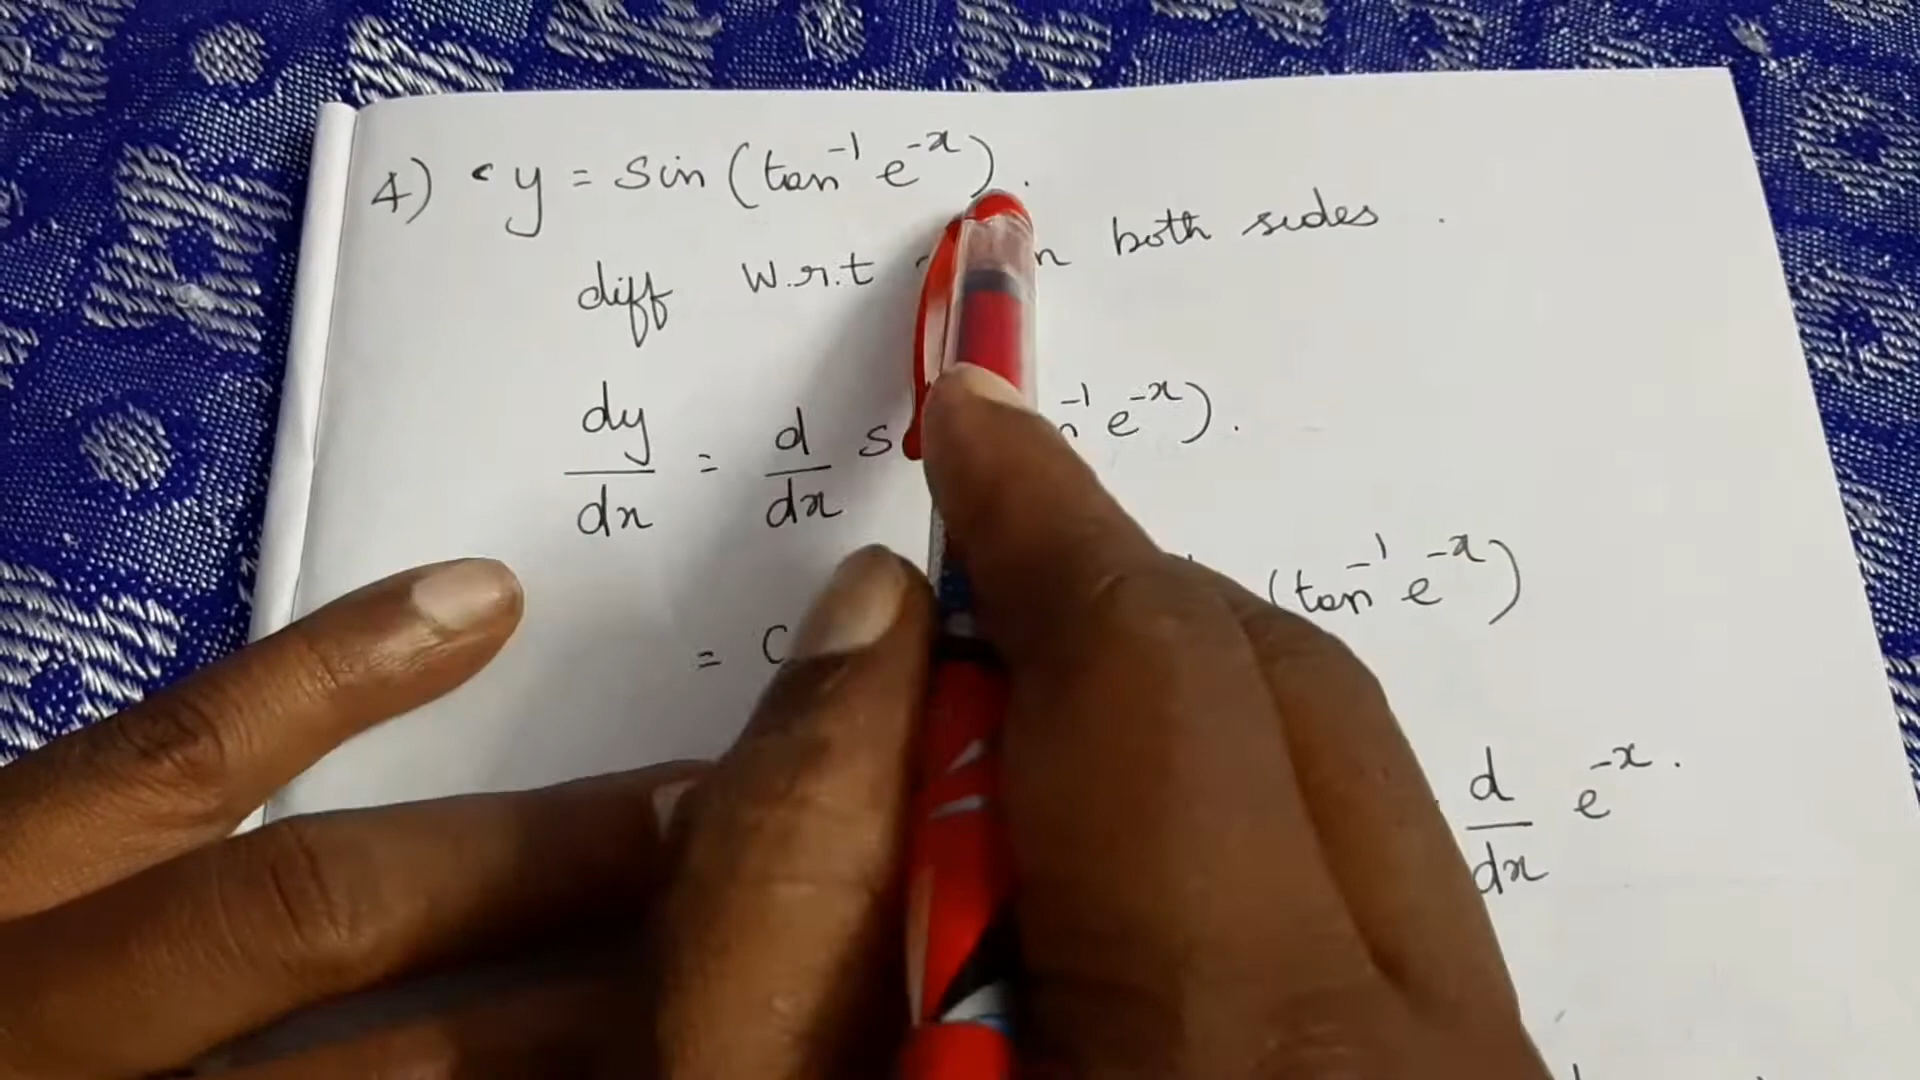 4) y = sin (tan⁻¹ e⁻ˣ).
diff w.r.t both sides.
dy/dx = d/dx s e⁻ˣ).
= (tan⁻¹ e⁻ˣ)
d/dx e⁻ˣ.